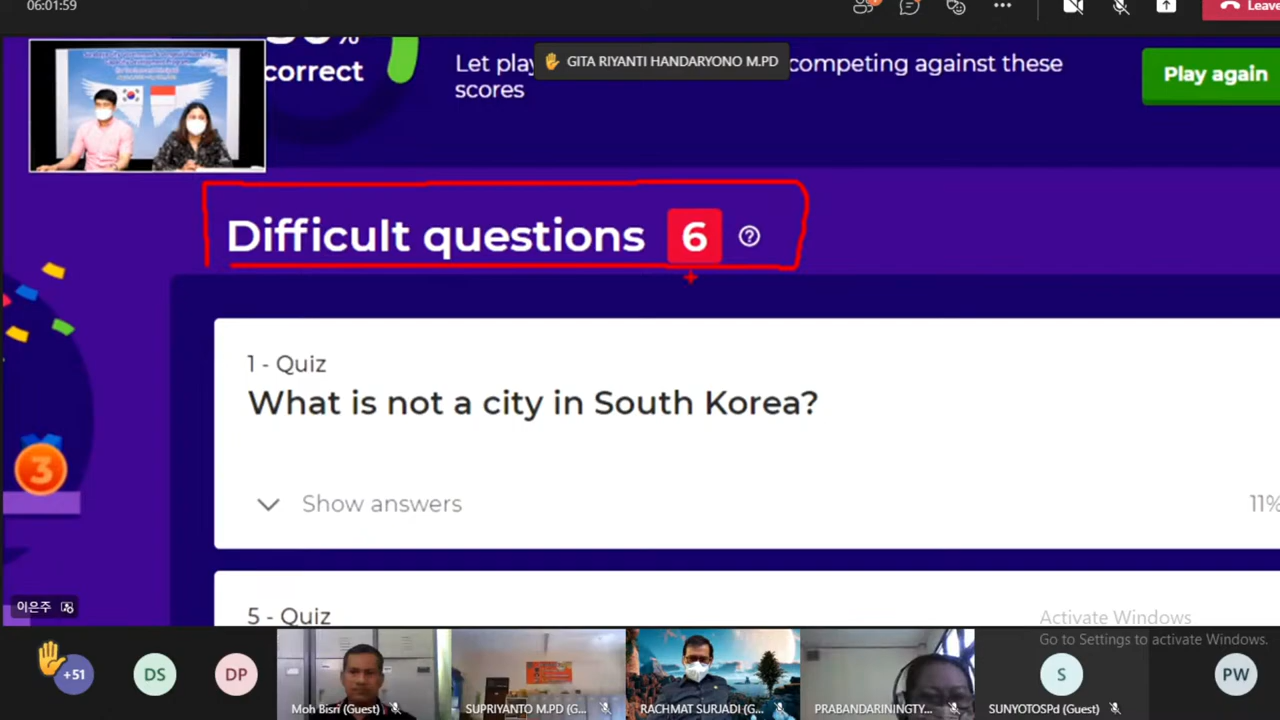 06:01:59
Leave
correct
Let play
GITA RIYANTI HANDARYONO M.PD
competing against these
scores
Play again
Difficult questions 6
1 - Quiz
What is not a city in South Korea?
Show answers
11%
5 - Quiz
3
이은주
Activate Windows
Go to Settings to activate Windows.
+51
DS
DP
S
PW
Moh Bisri (Guest)
SUPRIYANTO M.PD (G...
RACHMAT SURJADI (G...
PRABANDARININGTY...
SUNYOTOSPd (Guest)